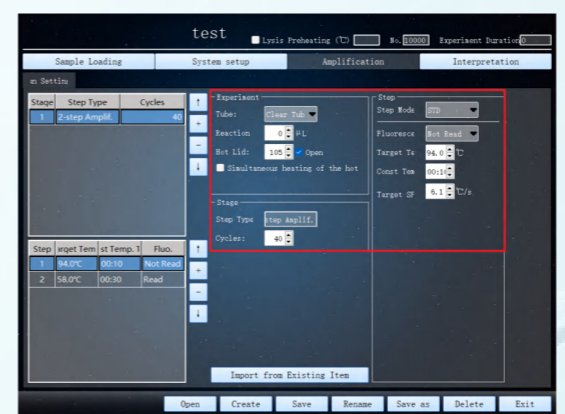 test
Lysis Preheating (℃) No. 10000 Experiment Duration 0
Sample Loading System setup Amplification Interpretation
Stage Step Type Cycles
1 2-step Amplif. 40
Experiment
Tube: Clear Tub
Reaction 0 μL
Hot Lid: 105 Open
Simultaneous heating of the hot
Stage
Step Type step Amplif.
Cycles: 40
Step
Step Mode STD
Fluoresce Not Read
Target Te 94.0 ℃
Const Tem 00:10
Target SP 6.1 ℃/s
Step arget Tem st Temp. T Fluo.
1 94.0℃ 00:10 Not Read
2 58.0℃ 00:30 Read
Import from Existing Item
Open Create Save Rename Save as Delete Exit